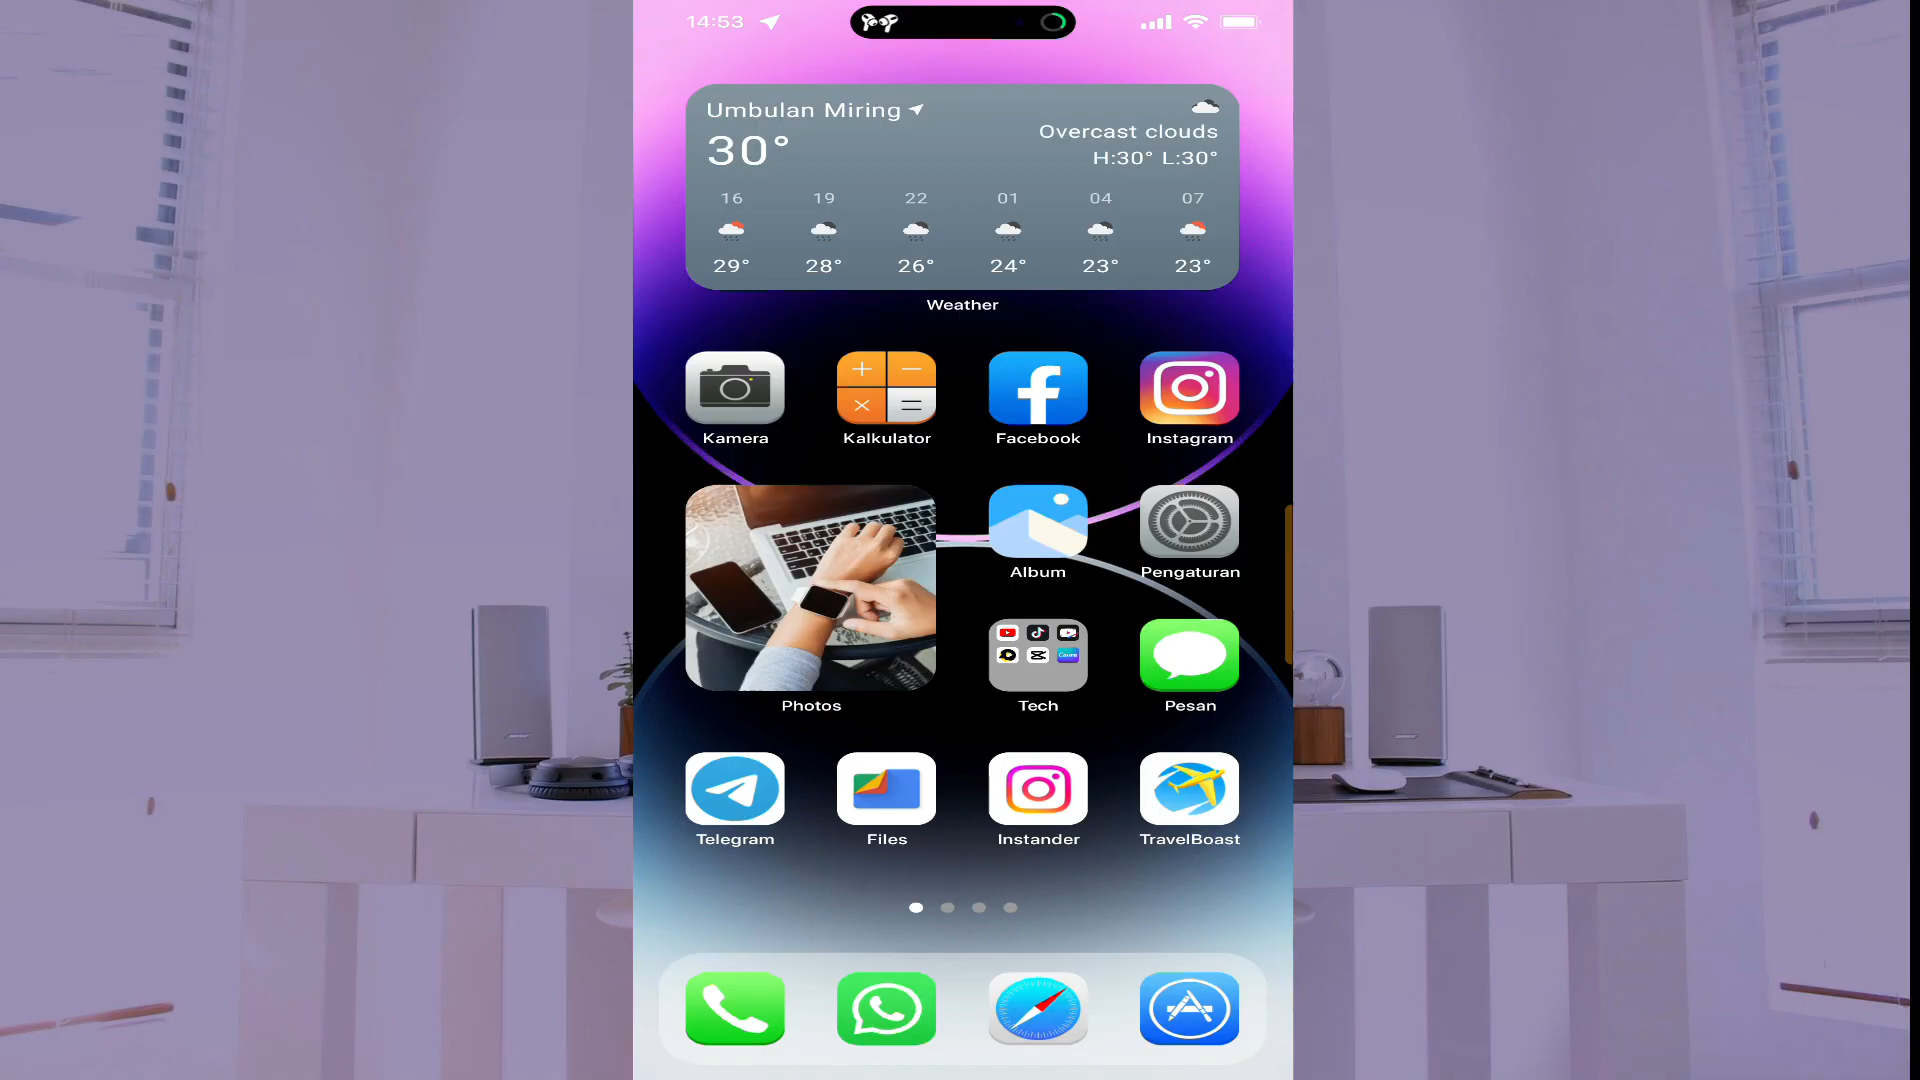 14:53
Umbulan Miring
30°
Overcast clouds
H:30° L:30°
16 19 22 01 04 07
29° 28° 26° 24° 23° 23°
Weather
Kamera Kalkulator Facebook Instagram
Album Pengaturan
Photos Tech Pesan
Telegram Files Instander TravelBoast